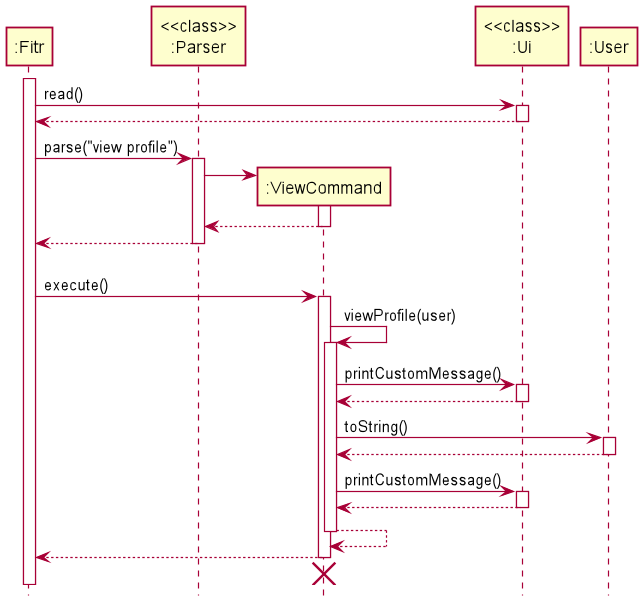 <<class>>
<<class>>
:Fitr
:Parser
:Ui
:User
read()
parse("view profile")
:ViewCommand
execute()
viewProfile(user)
printCustomMessage()
toString()
printCustomMessage()